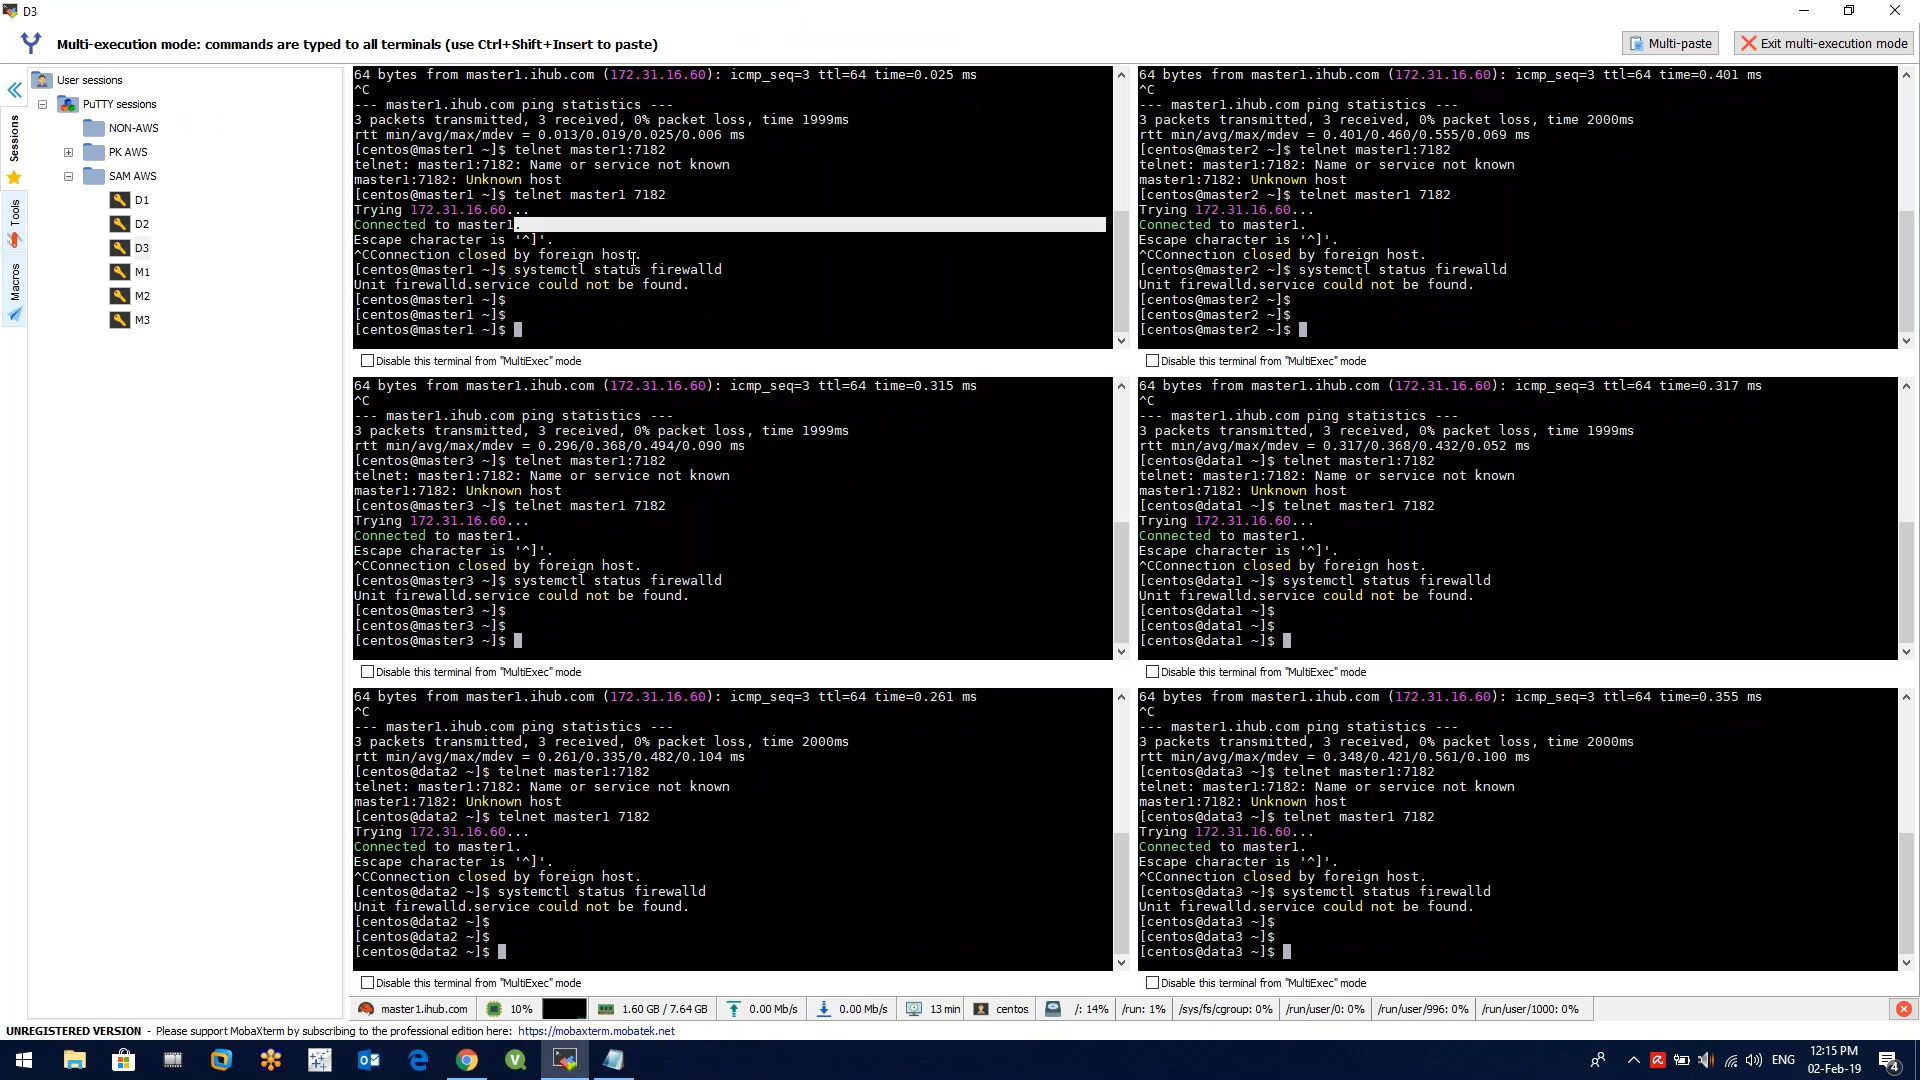 D3
Multi-execution mode: commands are typed to all terminals (use Ctrl+Shift+Insert to paste)
Multi-paste
Exit multi-execution mode
Sessions
Tools
Macros
User sessions
PuTTY sessions
NON-AWS
PK AWS
SAM AWS
D1
D2
D3
M1
M2
M3
64 bytes from master1.ihub.com (172.31.16.60): icmp_seq=3 ttl=64 time=0.025 ms
^C
--- master1.ihub.com ping statistics ---
3 packets transmitted, 3 received, 0% packet loss, time 1999ms
rtt min/avg/max/mdev = 0.013/0.019/0.025/0.006 ms
[centos@master1 ~]$ telnet master1:7182
telnet: master1:7182: Name or service not known
master1:7182: Unknown host
[centos@master1 ~]$ telnet master1 7182
Trying 172.31.16.60...
Connected to master1.
Escape character is '^]'.
^CConnection closed by foreign host.
[centos@master1 ~]$ systemctl status firewalld
Unit firewalld.service could not be found.
[centos@master1 ~]$
[centos@master1 ~]$
[centos@master1 ~]$
Disable this terminal from "MultiExec" mode
64 bytes from master1.ihub.com (172.31.16.60): icmp_seq=3 ttl=64 time=0.401 ms
^C
--- master1.ihub.com ping statistics ---
3 packets transmitted, 3 received, 0% packet loss, time 2000ms
rtt min/avg/max/mdev = 0.401/0.460/0.555/0.069 ms
[centos@master2 ~]$ telnet master1:7182
telnet: master1:7182: Name or service not known
master1:7182: Unknown host
[centos@master2 ~]$ telnet master1 7182
Trying 172.31.16.60...
Connected to master1.
Escape character is '^]'.
^CConnection closed by foreign host.
[centos@master2 ~]$ systemctl status firewalld
Unit firewalld.service could not be found.
[centos@master2 ~]$
[centos@master2 ~]$
[centos@master2 ~]$
Disable this terminal from "MultiExec" mode
64 bytes from master1.ihub.com (172.31.16.60): icmp_seq=3 ttl=64 time=0.315 ms
^C
--- master1.ihub.com ping statistics ---
3 packets transmitted, 3 received, 0% packet loss, time 1999ms
rtt min/avg/max/mdev = 0.296/0.368/0.494/0.090 ms
[centos@master3 ~]$ telnet master1:7182
telnet: master1:7182: Name or service not known
master1:7182: Unknown host
[centos@master3 ~]$ telnet master1 7182
Trying 172.31.16.60...
Connected to master1.
Escape character is '^]'.
^CConnection closed by foreign host.
[centos@master3 ~]$ systemctl status firewalld
Unit firewalld.service could not be found.
[centos@master3 ~]$
[centos@master3 ~]$
[centos@master3 ~]$
Disable this terminal from "MultiExec" mode
64 bytes from master1.ihub.com (172.31.16.60): icmp_seq=3 ttl=64 time=0.317 ms
^C
--- master1.ihub.com ping statistics ---
3 packets transmitted, 3 received, 0% packet loss, time 1999ms
rtt min/avg/max/mdev = 0.317/0.368/0.432/0.052 ms
[centos@data1 ~]$ telnet master1:7182
telnet: master1:7182: Name or service not known
master1:7182: Unknown host
[centos@data1 ~]$ telnet master1 7182
Trying 172.31.16.60...
Connected to master1.
Escape character is '^]'.
^CConnection closed by foreign host.
[centos@data1 ~]$ systemctl status firewalld
Unit firewalld.service could not be found.
[centos@data1 ~]$
[centos@data1 ~]$
[centos@data1 ~]$
Disable this terminal from "MultiExec" mode
64 bytes from master1.ihub.com (172.31.16.60): icmp_seq=3 ttl=64 time=0.261 ms
^C
--- master1.ihub.com ping statistics ---
3 packets transmitted, 3 received, 0% packet loss, time 2000ms
rtt min/avg/max/mdev = 0.261/0.335/0.482/0.104 ms
[centos@data2 ~]$ telnet master1:7182
telnet: master1:7182: Name or service not known
master1:7182: Unknown host
[centos@data2 ~]$ telnet master1 7182
Trying 172.31.16.60...
Connected to master1.
Escape character is '^]'.
^CConnection closed by foreign host.
[centos@data2 ~]$ systemctl status firewalld
Unit firewalld.service could not be found.
[centos@data2 ~]$
[centos@data2 ~]$
[centos@data2 ~]$
Disable this terminal from "MultiExec" mode
64 bytes from master1.ihub.com (172.31.16.60): icmp_seq=3 ttl=64 time=0.355 ms
^C
--- master1.ihub.com ping statistics ---
3 packets transmitted, 3 received, 0% packet loss, time 2000ms
rtt min/avg/max/mdev = 0.348/0.421/0.561/0.100 ms
[centos@data3 ~]$ telnet master1:7182
telnet: master1:7182: Name or service not known
master1:7182: Unknown host
[centos@data3 ~]$ telnet master1 7182
Trying 172.31.16.60...
Connected to master1.
Escape character is '^]'.
^CConnection closed by foreign host.
[centos@data3 ~]$ systemctl status firewalld
Unit firewalld.service could not be found.
[centos@data3 ~]$
[centos@data3 ~]$
[centos@data3 ~]$
Disable this terminal from "MultiExec" mode
master1.ihub.com 10% 1.60 GB / 7.64 GB 0.00 Mb/s 0.00 Mb/s 13 min centos /: 14% /run: 1% /sys/fs/cgroup: 0% /run/user/0: 0% /run/user/996: 0% /run/user/1000: 0%
UNREGISTERED VERSION - Please support MobaXterm by subscribing to the professional edition here: https://mobaxterm.mobatek.net
ENG
12:15 PM
02-Feb-19
4